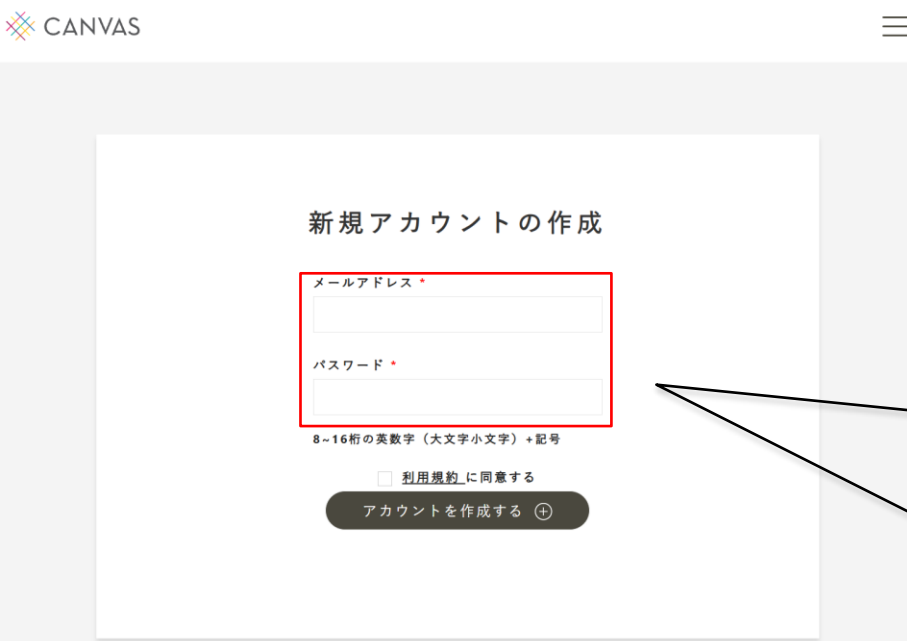 CANVAS
新規アカウントの作成
メールアドレス *
パスワード *
8~16桁の英数字（大文字小文字）+記号
利用規約 に同意する
アカウントを作成する